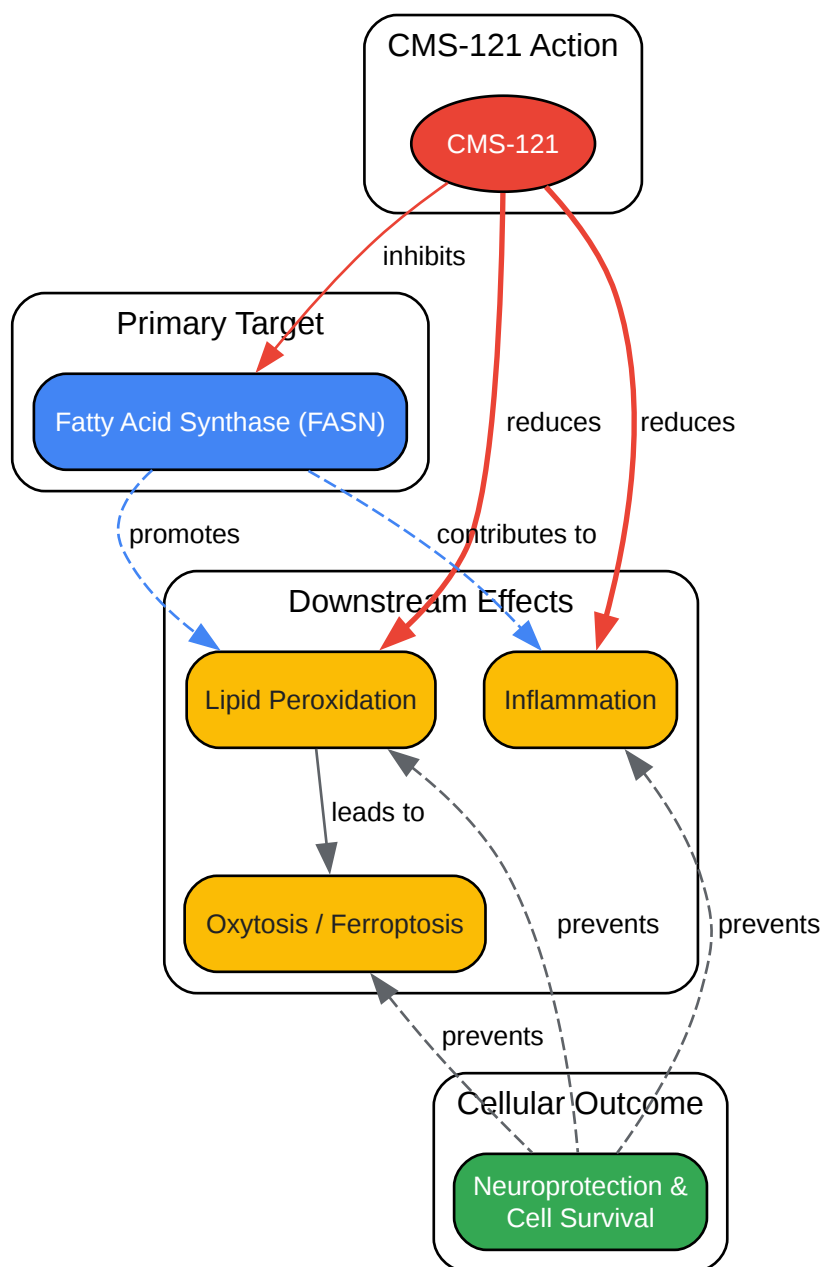 CMS-121 Action
CMS-121
inhibits
Primary Target
Fatty Acid Synthase (FASN)
reduces
reduces
promotes
contributes to
Downstream Effects
Lipid Peroxidation
Inflammation
leads to
Oxytosis / Ferroptosis
prevents
prevents
prevents
Cellular Outcome
Neuroprotection &
Cell Survival